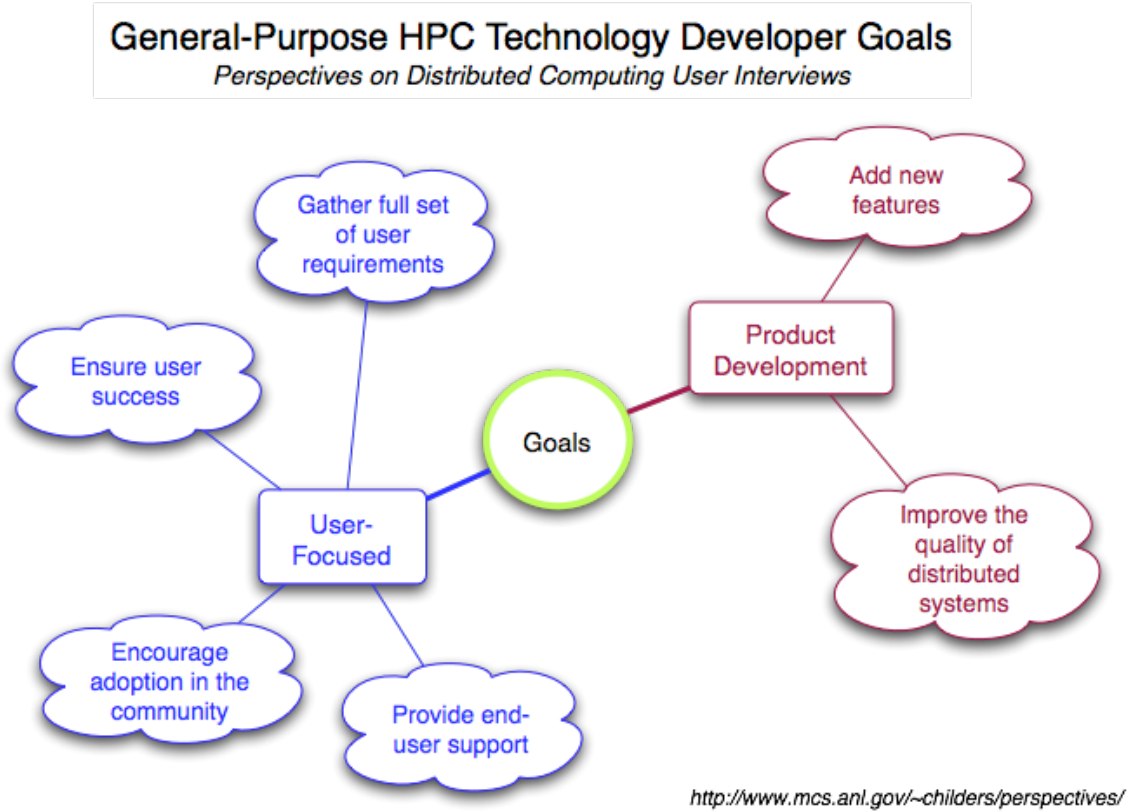 General-Purpose HPC Technology Developer Goals
Perspectives on Distributed Computing User Interviews
Add new
features
Gather full set
of user
requirements
Product
Development
Ensure user
success
Goals
User-
Focused
Improve the
quality of
distributed
systems
Encourage
adoption in the
community
Provide end-
user support
http://www.mcs.anl.gov/~childers/perspectives/